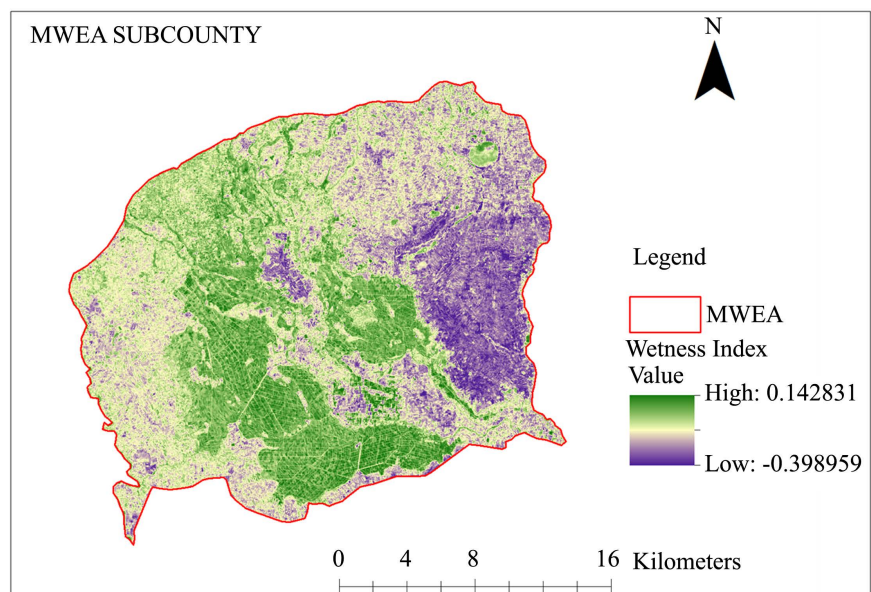 MWEA SUBCOUNTY
N
Legend
MWEA
Wetness Index
Value
High: 0.142831
Low: -0.398959
0 4 8 16 Kilometers